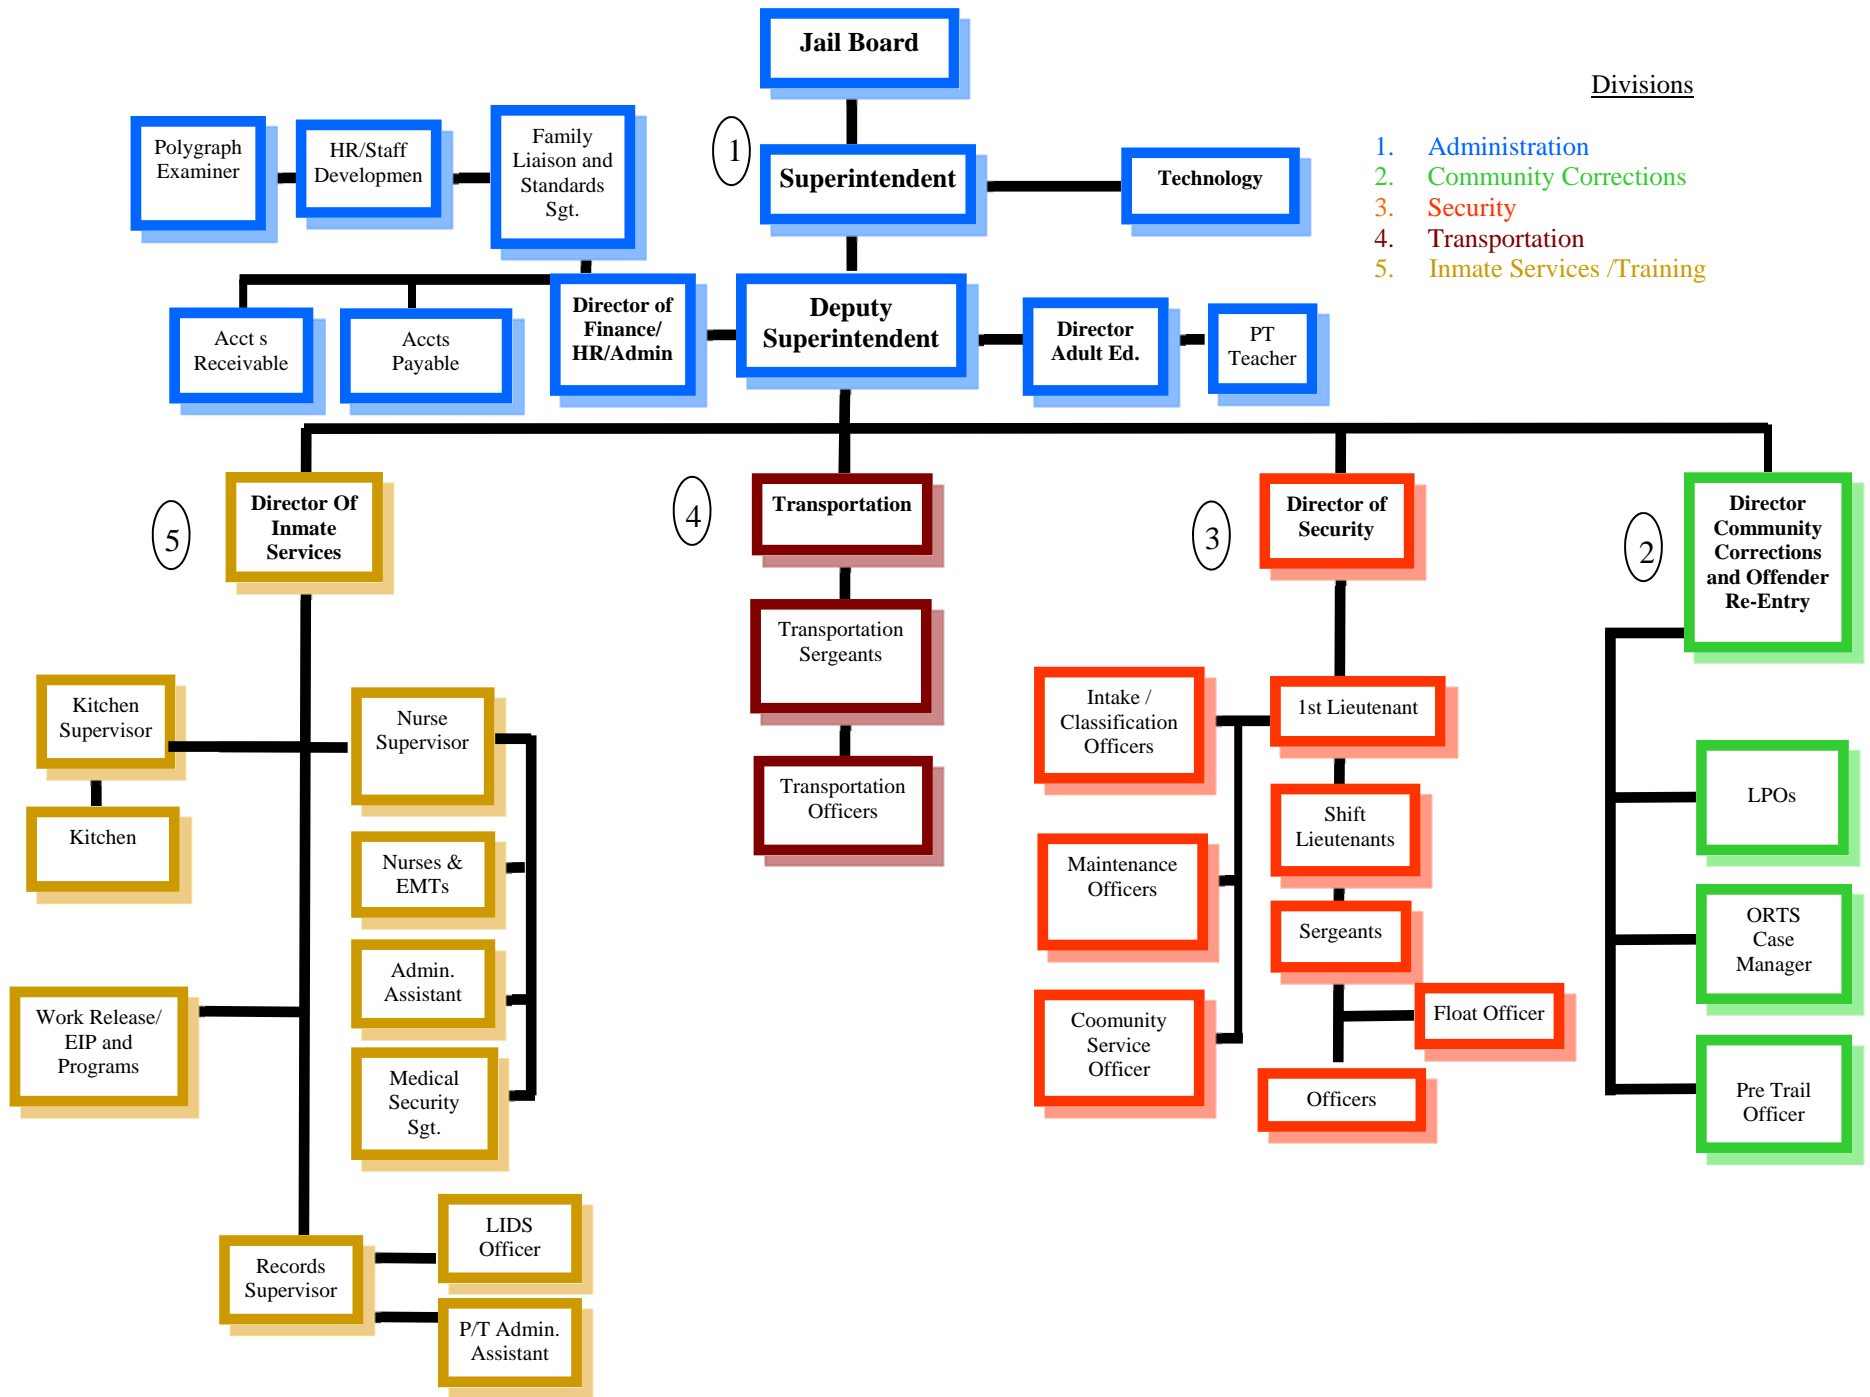 Jail Board
Divisions
1. Administration
2. Community Corrections
3. Security
4. Transportation
5. Inmate Services /Training
Polygraph
Examiner
HR/Staff
Developmen
Family
Liaison and
Standards
Sgt.
1
Superintendent
Technology
Acct s
Receivable
Accts
Payable
Director of
Finance/
HR/Admin
Deputy
Superintendent
Director
Adult Ed.
PT
Teacher
5
Director Of
Inmate
Services
4
Transportation
3
Director of
Security
2
Director
Community
Corrections
and Offender
Re-Entry
Kitchen
Supervisor
Kitchen
Nurse
Supervisor
Nurses &
EMTs
Admin.
Assistant
Medical
Security
Sgt.
Work Release/
EIP and
Programs
Records
Supervisor
LIDS
Officer
P/T Admin.
Assistant
Transportation
Sergeants
Transportation
Officers
Intake /
Classification
Officers
Maintenance
Officers
Coomunity
Service
Officer
1st Lieutenant
Shift
Lieutenants
Sergeants
Float Officer
Officers
LPOs
ORTS
Case
Manager
Pre Trail
Officer